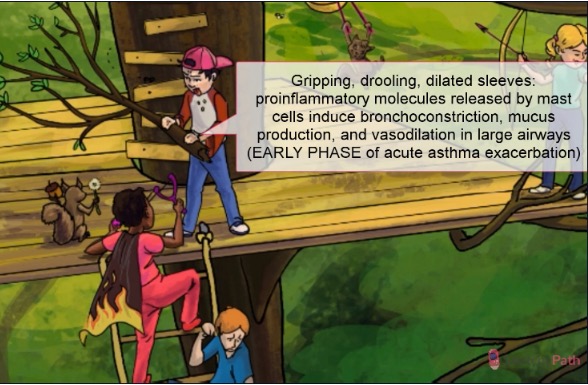 Gripping, drooling, dilated sleeves:
proinflammatory molecules released by mast
cells induce bronchoconstriction, mucus
production, and vasodilation in large airways
(EARLY PHASE of acute asthma exacerbation)
Path